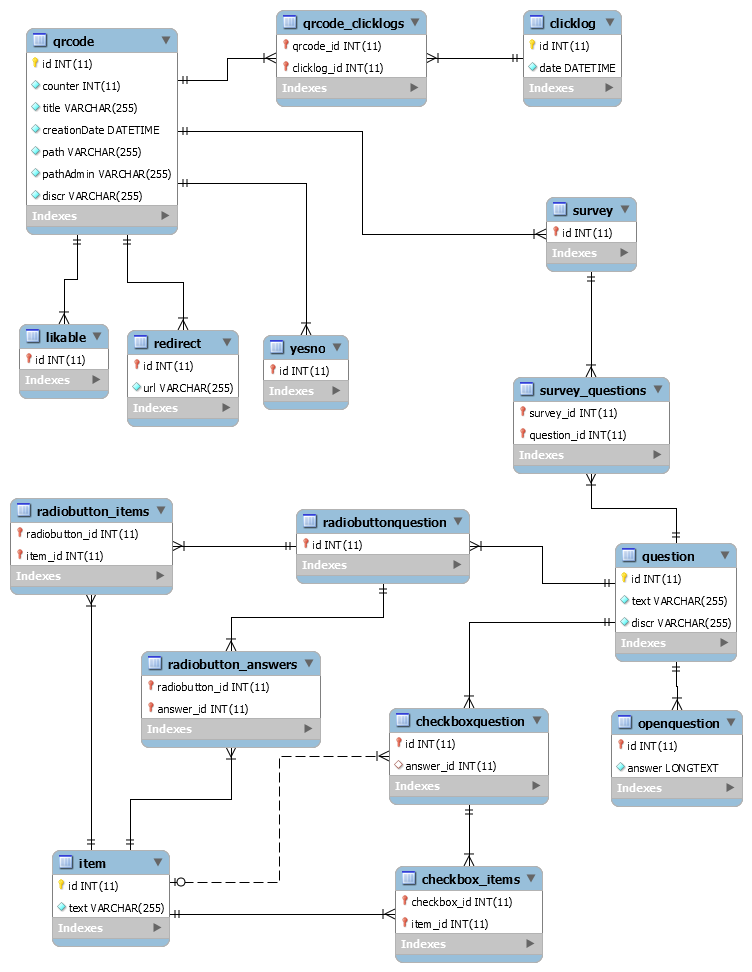 qrcode
id INT(11)
counter INT(11)
title VARCHAR(255)
creationDate DATETIME
path VARCHAR(255)
pathAdmin VARCHAR(255)
discr VARCHAR(255)
Indexes
qrcode_clicklogs
qrcode_id INT(11)
clicklog_id INT(11)
Indexes
clicklog
id INT(11)
date DATETIME
Indexes
survey
id INT(11)
Indexes
likable
id INT(11)
Indexes
redirect
id INT(11)
url VARCHAR(255)
Indexes
yesno
id INT(11)
Indexes
survey_questions
survey_id INT(11)
question_id INT(11)
Indexes
radiobutton_items
radiobutton_id INT(11)
item_id INT(11)
Indexes
radiobuttonquestion
id INT(11)
Indexes
question
id INT(11)
text VARCHAR(255)
discr VARCHAR(255)
Indexes
radiobutton_answers
radiobutton_id INT(11)
answer_id INT(11)
Indexes
checkboxquestion
id INT(11)
answer_id INT(11)
Indexes
openquestion
id INT(11)
answer LONGTEXT
Indexes
item
id INT(11)
text VARCHAR(255)
Indexes
checkbox_items
checkbox_id INT(11)
item_id INT(11)
Indexes